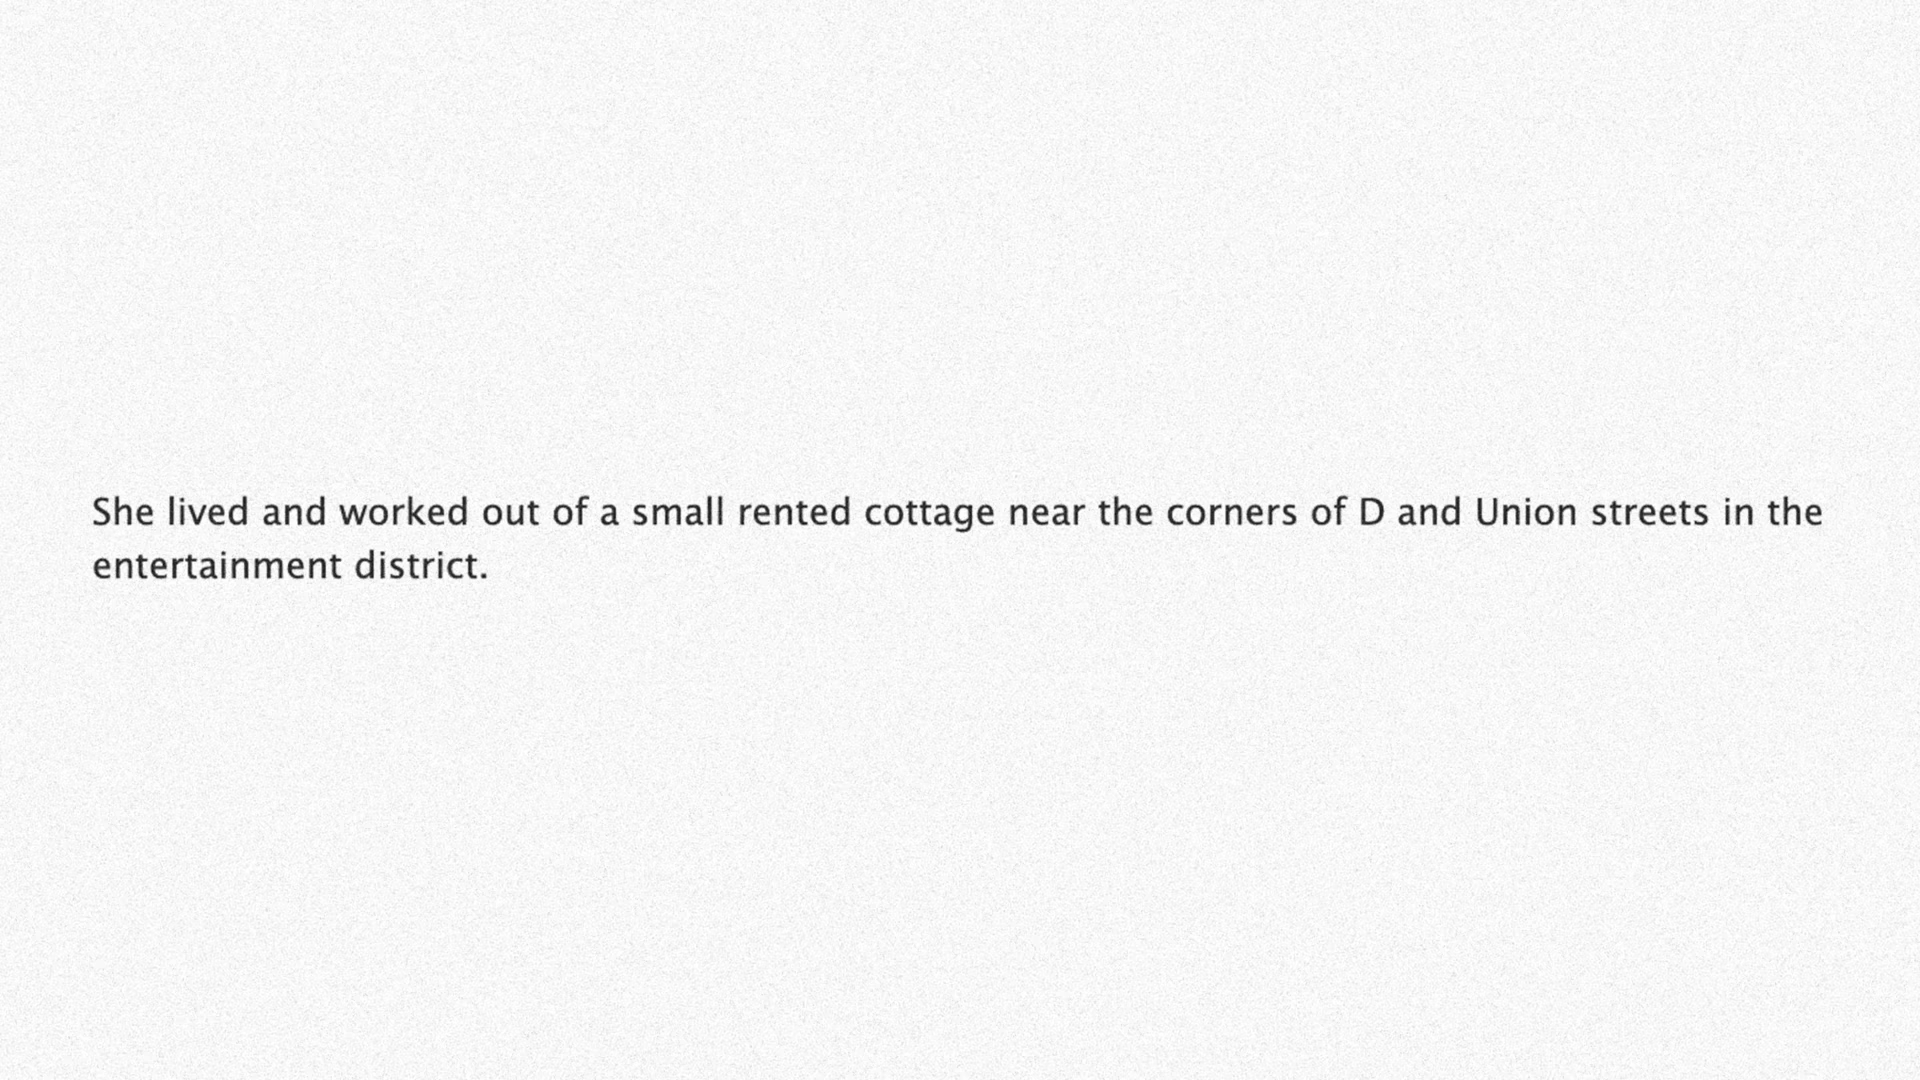 She lived and worked out of a small rented cottage near the corners of D and Union streets in the
entertainment district.